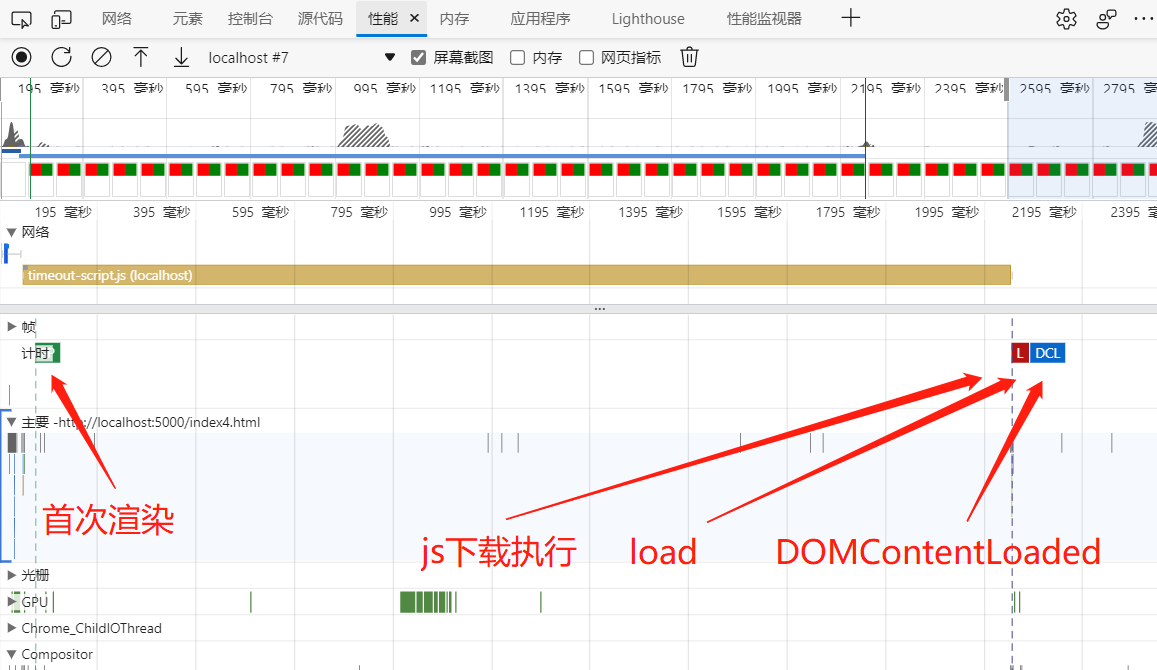 网络 元素 控制台 源代码 性能 × 内存 应用程序 Lighthouse 性能监视器
localhost #7 屏幕截图 内存 网页指标
195 毫秒 395 毫秒 595 毫秒 795 毫秒 995 毫秒 1195 毫秒 1395 毫秒 1595 毫秒 1795 毫秒 1995 毫秒 2195 毫秒 2395 毫秒 2595 毫秒 2795 毫秒
195 毫秒 395 毫秒 595 毫秒 795 毫秒 995 毫秒 1195 毫秒 1395 毫秒 1595 毫秒 1795 毫秒 1995 毫秒 2195 毫秒 2395
网络
timeout-script.js (localhost)
帧
计时 L DCL
主要 -http://localhost:5000/index4.html
首次渲染
js下载执行 load DOMContentLoaded
光栅
GPU
Chrome_ChildIOThread
Compositor